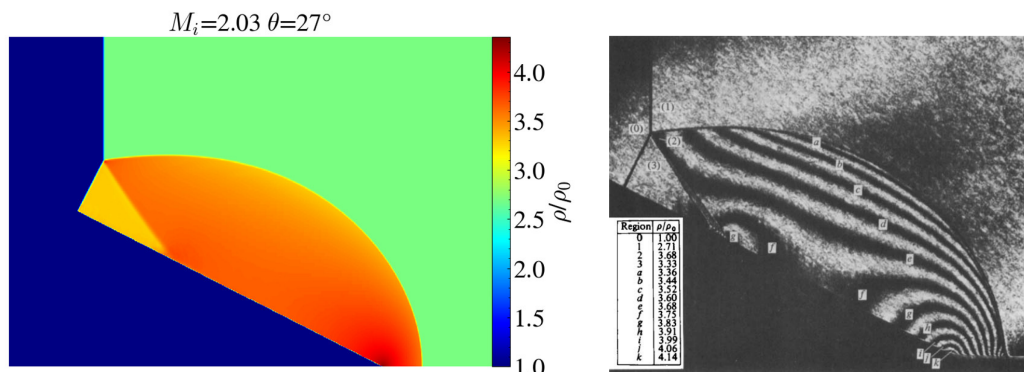 M_i=2.03 θ=27°
4.0
3.5
3.0
2.5
2.0
1.5
1.0
ρ/ρ₀
(1)
(0)
(2)
(3)
a
b
c
d
e
f
g
f
g
h
i
j
k
Region ρ/ρ₀
0 1.00
1 2.71
2 3.68
3 3.33
a 3.36
b 3.44
c 3.52
d 3.60
e 3.68
f 3.75
g 3.83
h 3.91
i 3.99
j 4.06
k 4.14